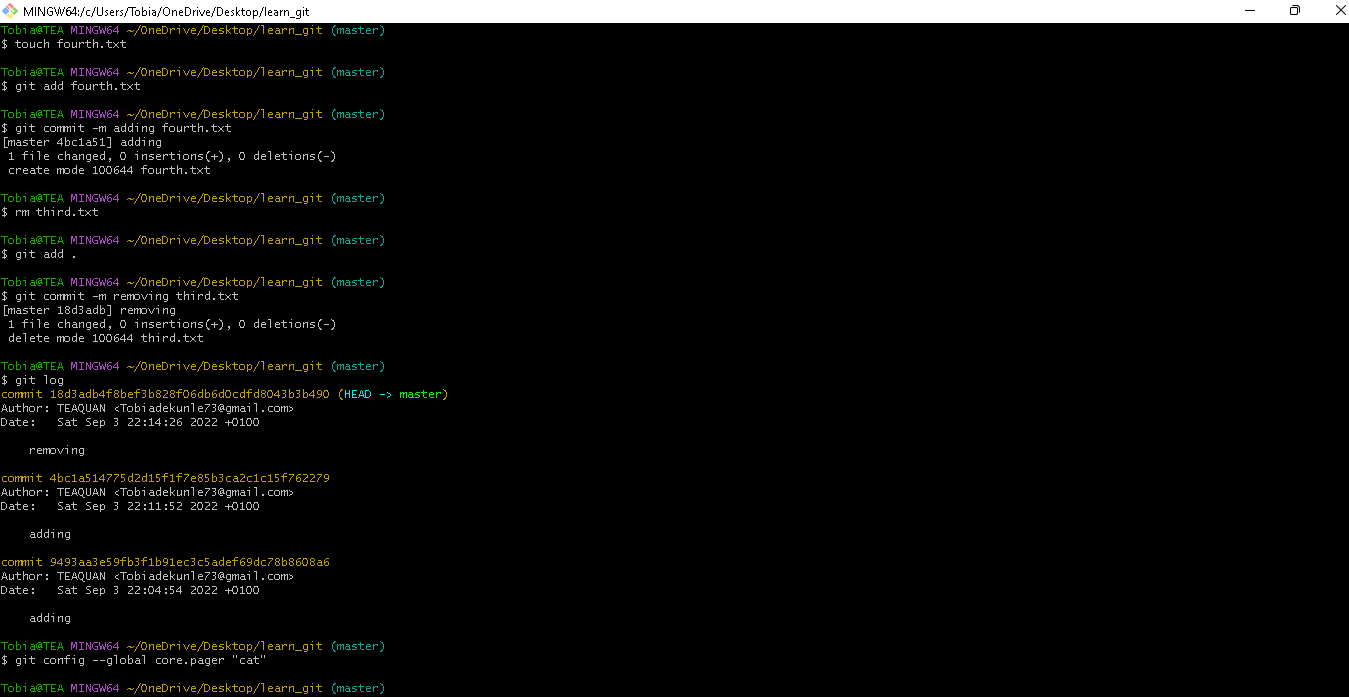 MINGW64:/c/Users/Tobia/OneDrive/Desktop/learn_git
Tobia@TEA MINGW64 ~/OneDrive/Desktop/learn_git (master)
$ touch fourth.txt
Tobia@TEA MINGW64 ~/OneDrive/Desktop/learn_git (master)
$ git add fourth.txt
Tobia@TEA MINGW64 ~/OneDrive/Desktop/learn_git (master)
$ git commit -m adding fourth.txt
[master 4bc1a51] adding
 1 file changed, 0 insertions(+), 0 deletions(-)
 create mode 100644 fourth.txt
Tobia@TEA MINGW64 ~/OneDrive/Desktop/learn_git (master)
$ rm third.txt
Tobia@TEA MINGW64 ~/OneDrive/Desktop/learn_git (master)
$ git add .
Tobia@TEA MINGW64 ~/OneDrive/Desktop/learn_git (master)
$ git commit -m removing third.txt
[master 18d3adb] removing
 1 file changed, 0 insertions(+), 0 deletions(-)
 delete mode 100644 third.txt
Tobia@TEA MINGW64 ~/OneDrive/Desktop/learn_git (master)
$ git log
commit 18d3adb4f8bef3b828f06db6d0cdfd8043b3b490 (HEAD -> master)
Author: TEAQUAN <Tobiadekunle73@gmail.com>
Date:   Sat Sep 3 22:14:26 2022 +0100
    removing
commit 4bc1a514775d2d15f1f7e85b3ca2c1c15f762279
Author: TEAQUAN <Tobiadekunle73@gmail.com>
Date:   Sat Sep 3 22:11:52 2022 +0100
    adding
commit 9493aa3e59fb3f1b91ec3c5adef69dc78b8608a6
Author: TEAQUAN <Tobiadekunle73@gmail.com>
Date:   Sat Sep 3 22:04:54 2022 +0100
    adding
Tobia@TEA MINGW64 ~/OneDrive/Desktop/learn_git (master)
$ git config --global core.pager "cat"
Tobia@TEA MINGW64 ~/OneDrive/Desktop/learn_git (master)